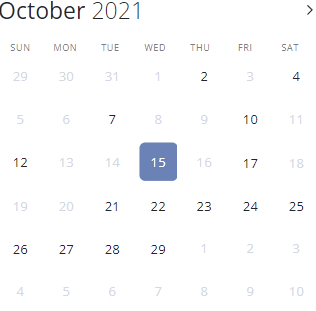 October 2021
SUN MON TUE WED THU FRI SAT
29 30 31 1 2 3 4
5 6 7 8 9 10 11
12 13 14 15 16 17 18
19 20 21 22 23 24 25
26 27 28 29 1 2 3
4 5 6 7 8 9 10